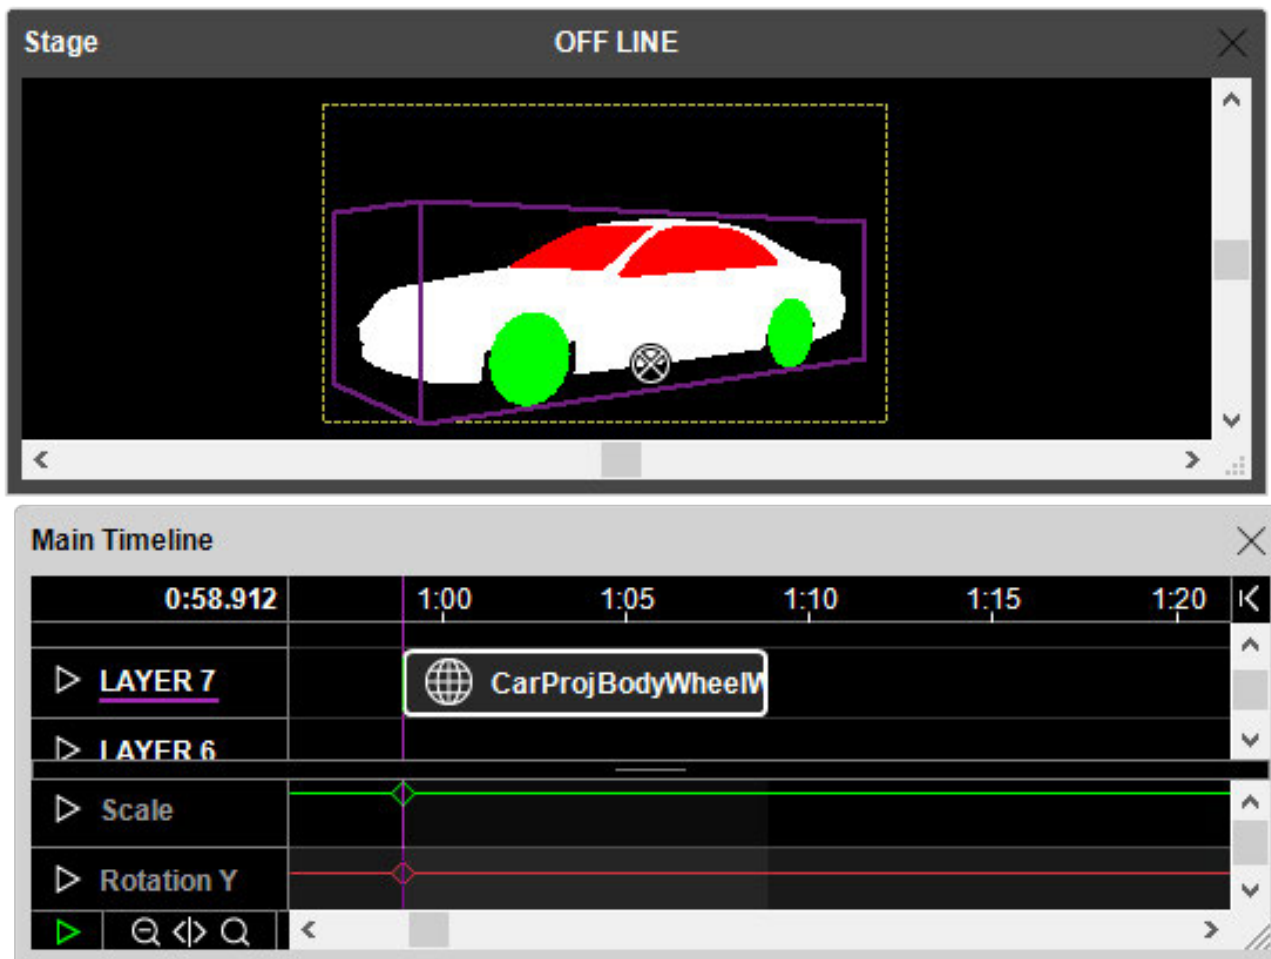 Stage OFF LINE
Main Timeline
0:58.912 1:00 1:05 1:10 1:15 1:20
LAYER 7 CarProjBodyWheelW
LAYER 6
Scale
Rotation Y